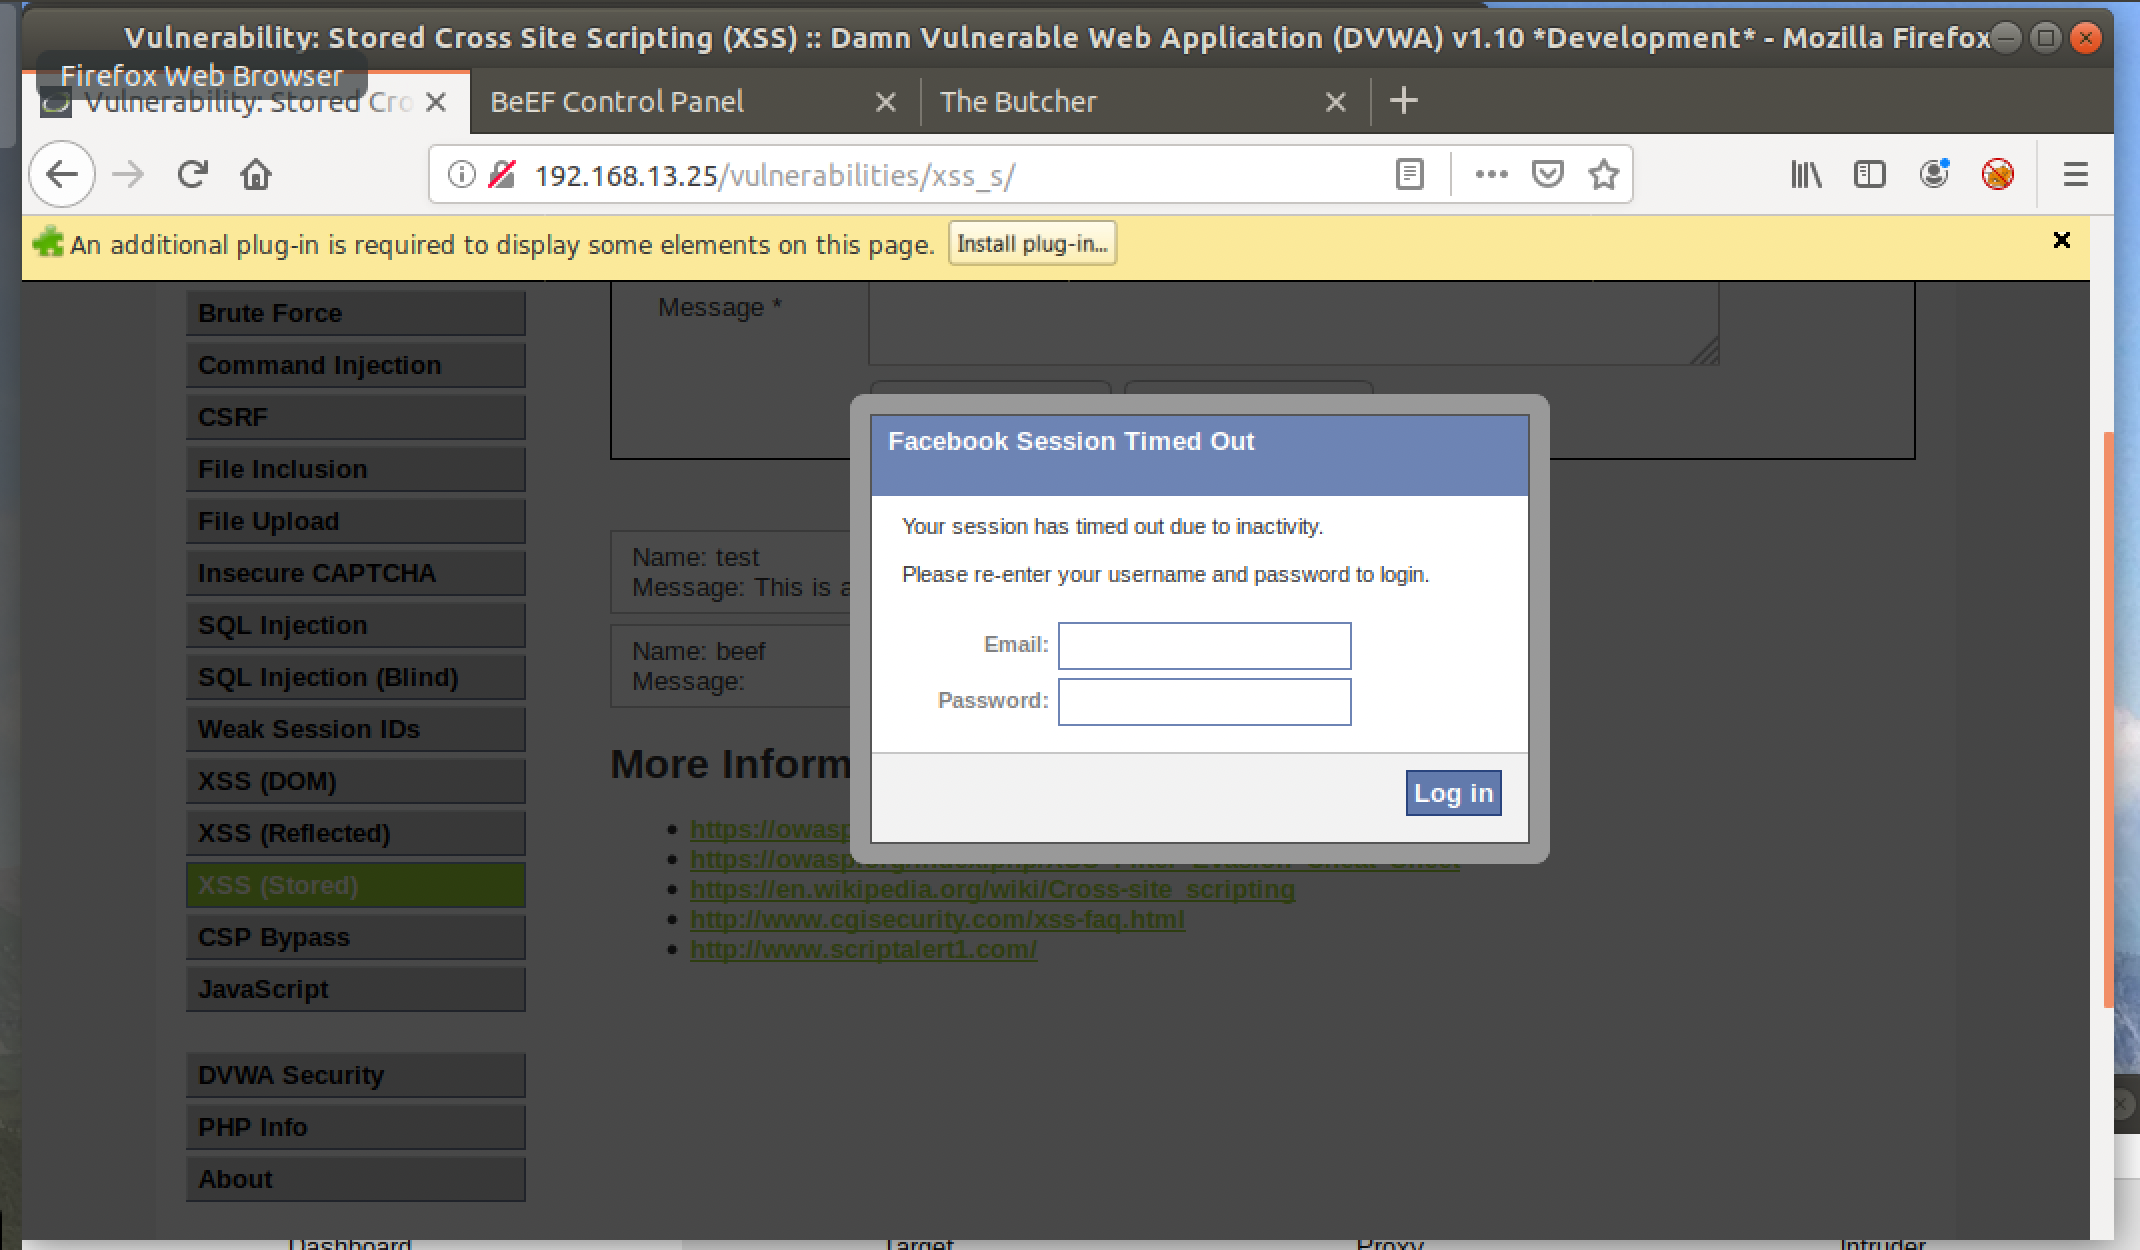 Vulnerability: Stored Cross Site Scripting (XSS) :: Damn Vulnerable Web Application (DVWA) v1.10 *Development* - Mozilla Firefox
Firefox Web Browser
Vulnerability: Stored Cro
BeEF Control Panel
The Butcher
192.168.13.25/vulnerabilities/xss_s/
An additional plug-in is required to display some elements on this page.
Install plug-in...
Brute Force
Command Injection
CSRF
File Inclusion
File Upload
Insecure CAPTCHA
SQL Injection
SQL Injection (Blind)
Weak Session IDs
XSS (DOM)
XSS (Reflected)
XSS (Stored)
CSP Bypass
JavaScript
DVWA Security
PHP Info
About
Message *
Name: test
Message: This is a
Name: beef
Message:
More Inform
https://owasp
https://owasp.org/index.php/XSS_Filter_Evasion_Cheat_Sheet
https://en.wikipedia.org/wiki/Cross-site_scripting
http://www.cgisecurity.com/xss-faq.html
http://www.scriptalert1.com/
Facebook Session Timed Out
Your session has timed out due to inactivity.
Please re-enter your username and password to login.
Email:
Password:
Log in
Dashboard
Target
Proxy
Intruder